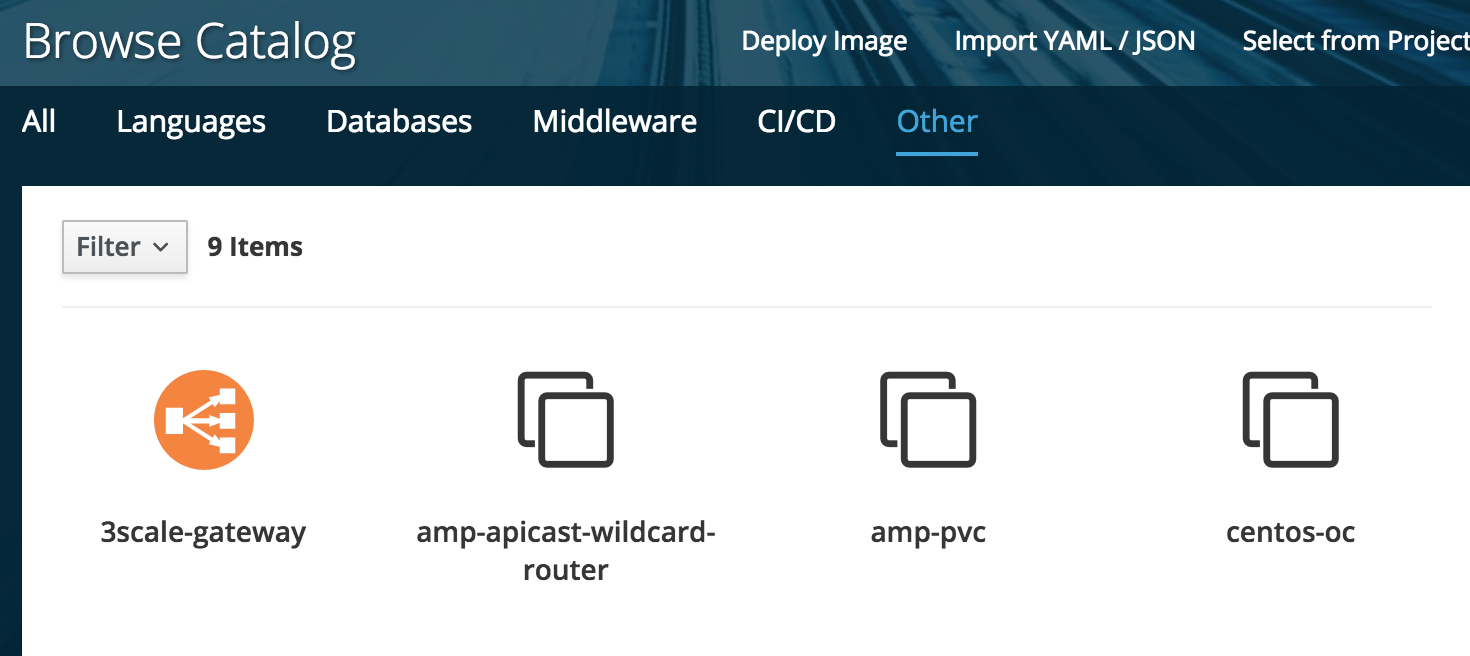 Browse Catalog
Deploy Image
Import YAML / JSON
Select from Project
All
Languages
Databases
Middleware
CI/CD
Other
Filter
9 Items
3scale-gateway
amp-apicast-wildcard-
router
amp-pvc
centos-oc